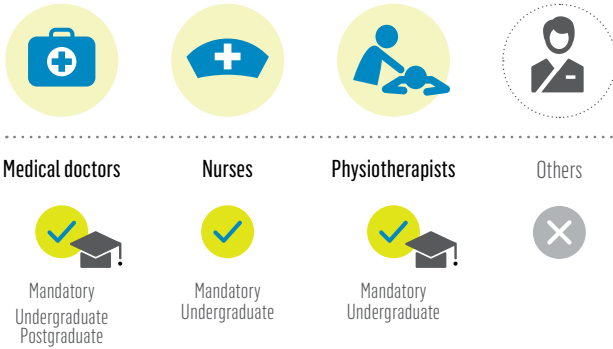 Medical doctors
Nurses
Physiotherapists
Others
Mandatory
Undergraduate
Postgraduate
Mandatory
Undergraduate
Mandatory
Undergraduate